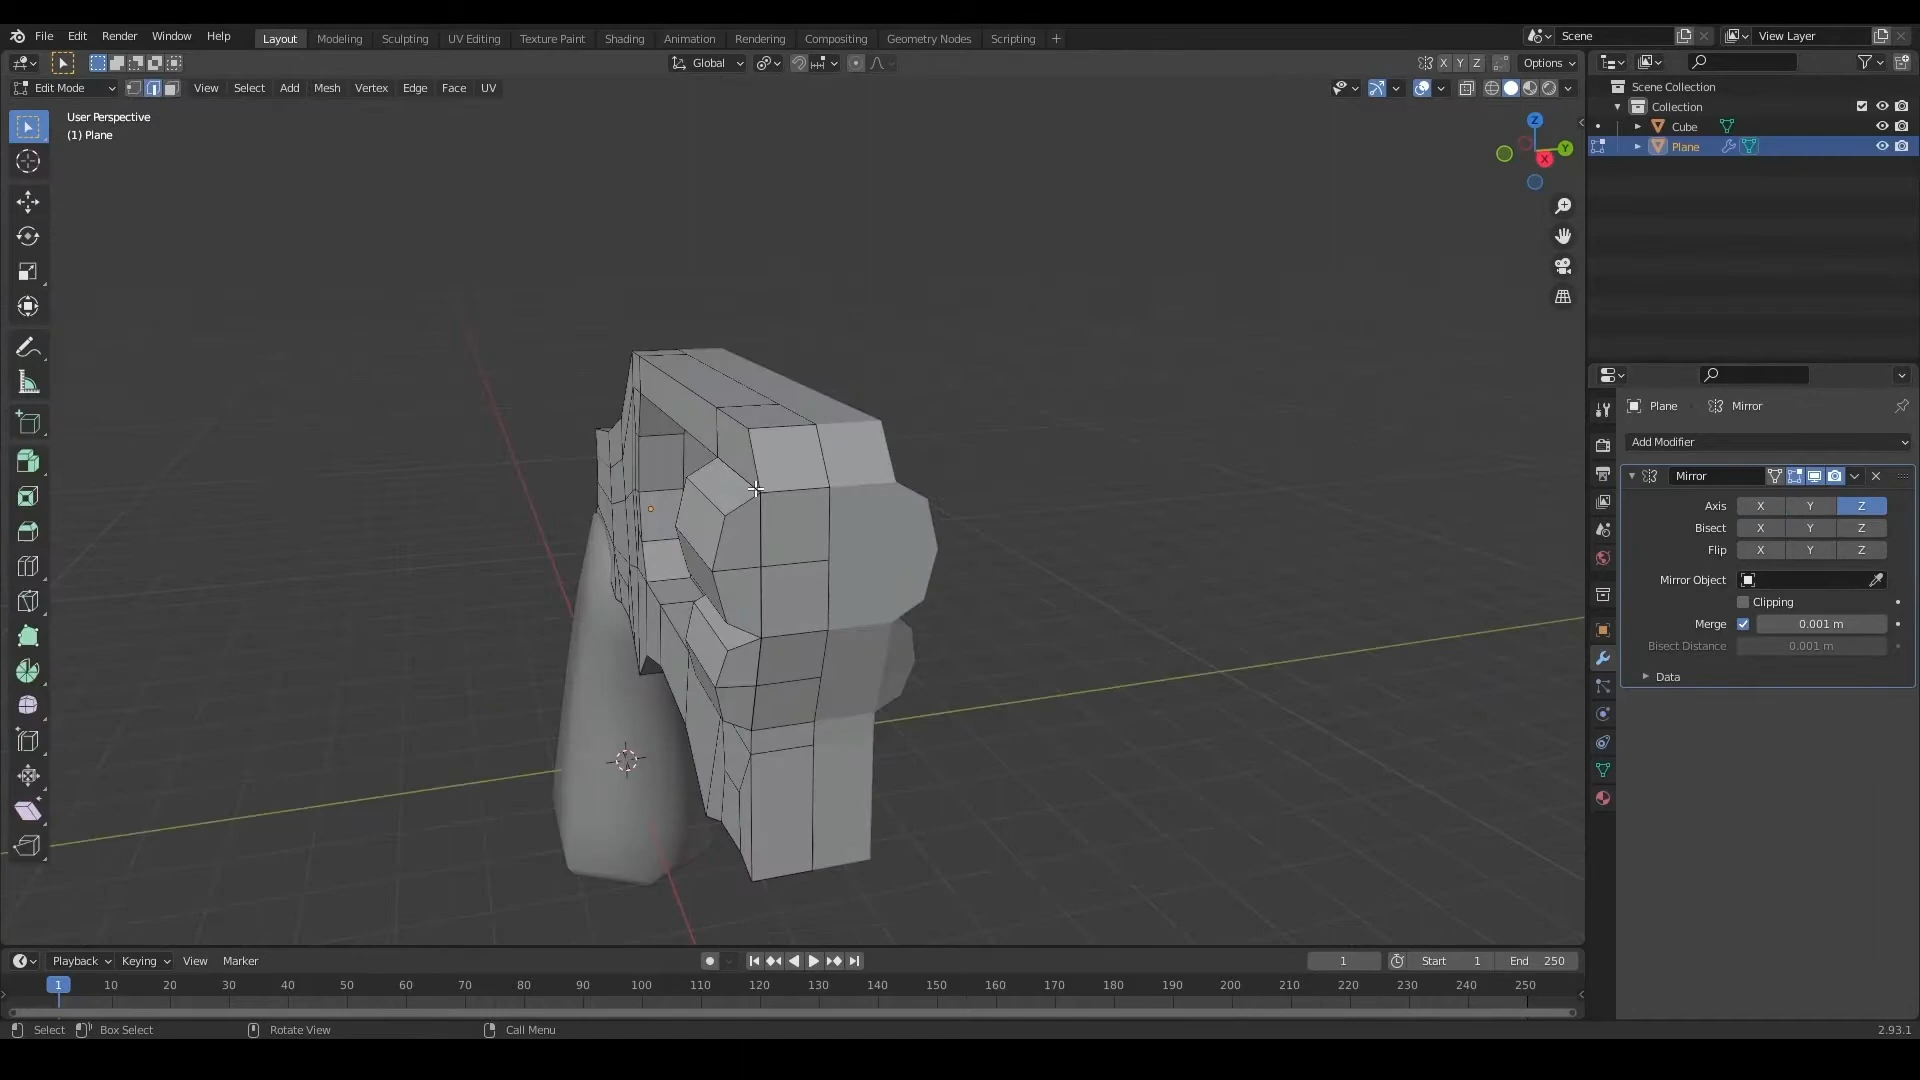 File Edit Render Window Help Layout Modeling Sculpting UV Editing Texture Paint Shading Animation Rendering Compositing Geometry Nodes Scripting + Scene View Layer
Global X Y Z Options
Edit Mode View Select Add Mesh Vertex Edge Face UV
User Perspective
(1) Plane
Z
Y
X
Scene Collection
Collection
Cube
Plane
Plane Mirror
Add Modifier
Mirror
Axis X Y Z
Bisect X Y Z
Flip X Y Z
Mirror Object
Clipping
Merge 0.001 m
Bisect Distance 0.001 m
Data
Playback Keying View Marker 1 Start 1 End 250
1 10 20 30 40 50 60 70 80 90 100 110 120 130 140 150 160 170 180 190 200 210 220 230 240 250
Select Box Select Rotate View Call Menu 2.93.1